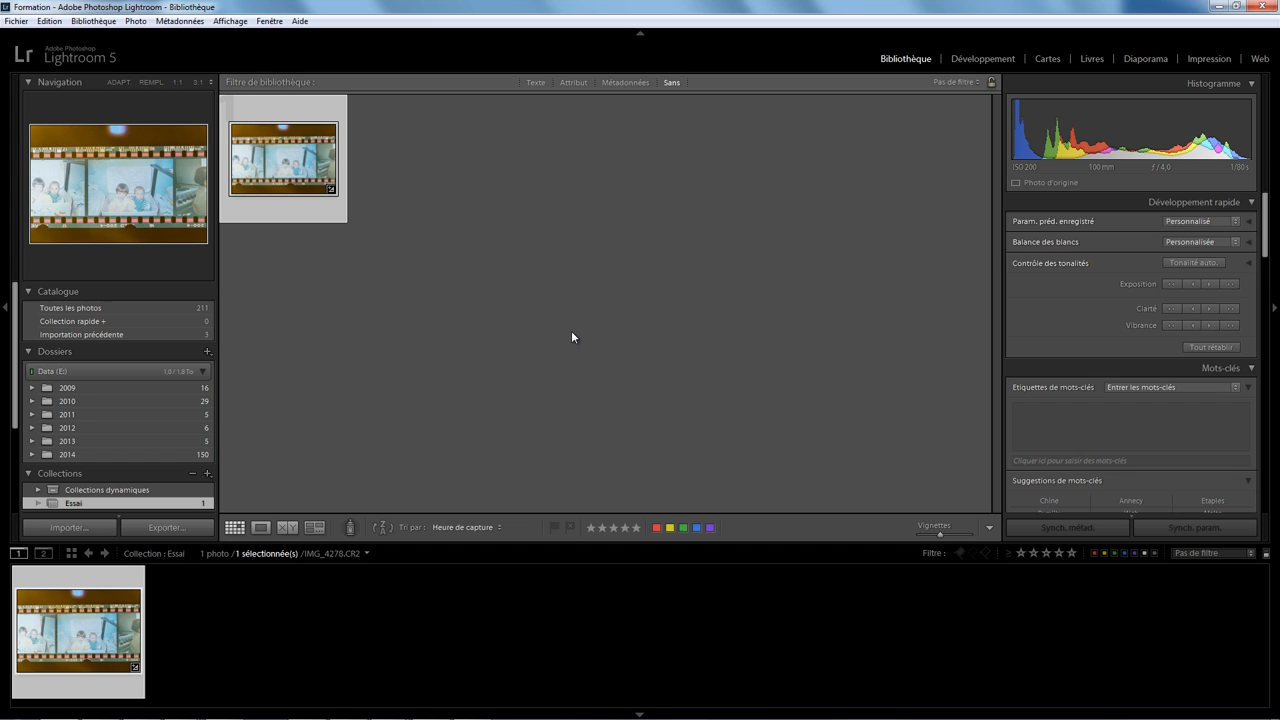 Formation - Adobe Photoshop Lightroom - Bibliothèque
Fichier Edition Bibliothèque Photo Métadonnées Affichage Fenêtre Aide
Lr Adobe Photoshop
Lightroom 5
Bibliothèque | Développement | Cartes | Livres | Diaporama | Impression | Web
Navigation ADAPT. REMPL. 1:1 3:1
Filtre de bibliothèque : Texte Attribut Métadonnées Sans Pas de filtre
Histogramme
ISO 200 100 mm ƒ / 4,0 1/80 s
Photo d'origine
Développement rapide
Param. préd. enregistré Personnalisé
Balance des blancs Personnalisée
Contrôle des tonalités Tonalité auto.
Exposition
Clarté
Vibrance
Tout rétablir
Catalogue
Toutes les photos 211
Collection rapide + 0
Importation précédente 3
Dossiers
Data (E:) 1,0 / 1,8 To
2009 16
2010 29
2011 5
2012 6
2013 5
2014 150
Collections
Collections dynamiques
Essai 1
Importer... Exporter...
Mots-clés
Etiquettes de mots-clés Entrer les mots-clés
Cliquer ici pour saisir des mots-clés
Suggestions de mots-clés
Chine Annecy Etaples
Synch. métad. Synch. param.
Tri par : Heure de capture
Vignettes
1 2 Collection : Essai 1 photo / 1 sélectionnée(s) / IMG_4278.CR2 Filtre : Pas de filtre